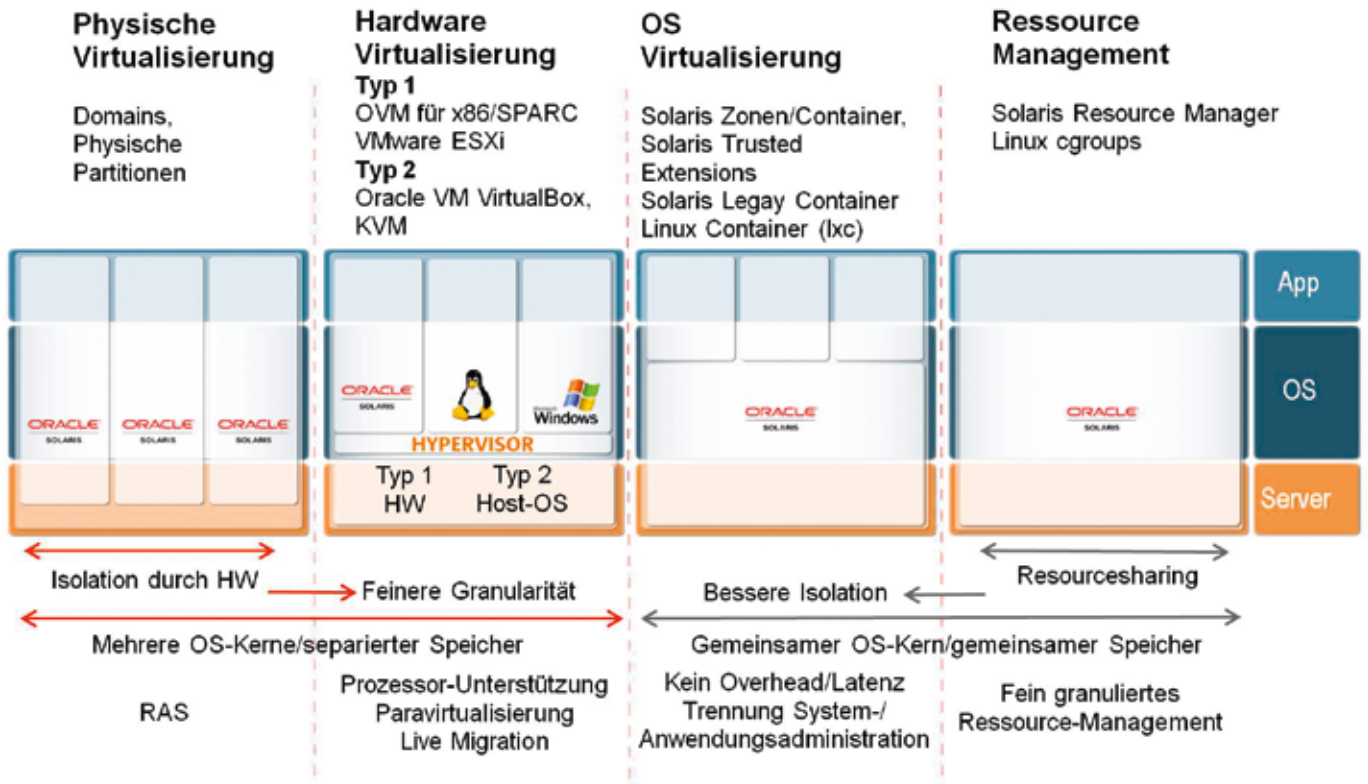 Physische
Virtualisierung
Domains,
Physische
Partitionen
Hardware
Virtualisierung
Typ 1
OVM für x86/SPARC
VMware ESXi
Typ 2
Oracle VM VirtualBox,
KVM
OS
Virtualisierung
Solaris Zonen/Container,
Solaris Trusted
Extensions
Solaris Legay Container
Linux Container (lxc)
Ressource
Management
Solaris Resource Manager
Linux cgroups
ORACLE
SOLARIS
ORACLE
SOLARIS
ORACLE
SOLARIS
ORACLE
SOLARIS
Microsoft
Windows
HYPERVISOR
Typ 1
HW
Typ 2
Host-OS
ORACLE
SOLARIS
ORACLE
SOLARIS
App
OS
Server
Isolation durch HW
Feinere Granularität
Bessere Isolation
Resourcesharing
Mehrere OS-Kerne/separierter Speicher
Gemeinsamer OS-Kern/gemeinsamer Speicher
RAS
Prozessor-Unterstützung
Paravirtualisierung
Live Migration
Kein Overhead/Latenz
Trennung System-/
Anwendungsadministration
Fein granuliertes
Ressource-Management